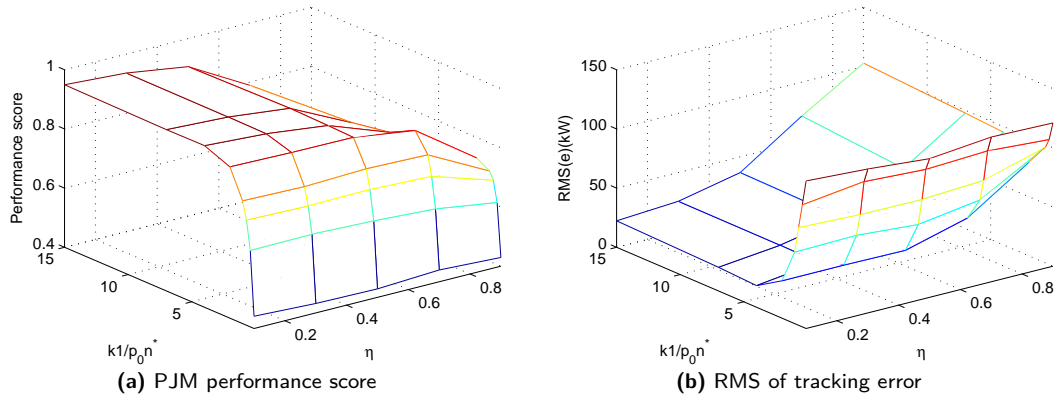 1
0.8
0.6
0.4
Performance score
15
10
5
k1/p0n*
0.2
0.4
0.6
0.8
η
(a) PJM performance score
150
100
50
0
RMS(e)(kW)
15
10
5
k1/p0n*
0.2
0.4
0.6
0.8
η
(b) RMS of tracking error